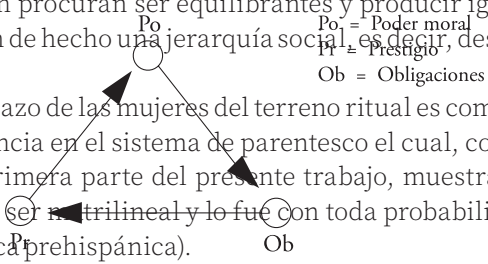 n procuran ser equilibrantes y producir ig
Po
Po = Poder moral
n de hecho una jerarquía social, es decir, des
Pr = Prestigio
Ob = Obligaciones
azo de las mujeres del terreno ritual es com
ncia en el sistema de parentesco el cual, co
rimera parte del presente trabajo, muestra
ser matrilineal y lo fue con toda probabili
Pr
Ob
ca prehispánica).